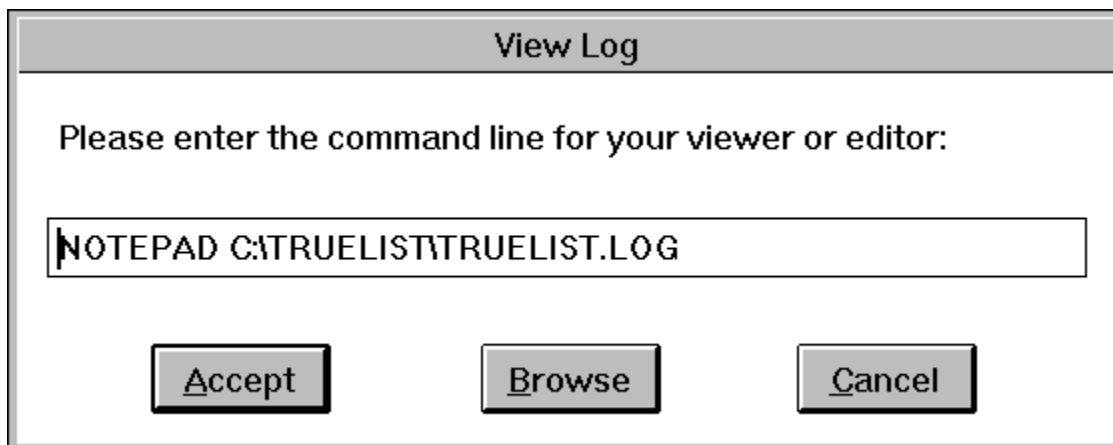 View Log
Please enter the command line for your viewer or editor:
NOTEPAD C:\TRUELIST\TRUELIST.LOG
Accept Browse Cancel